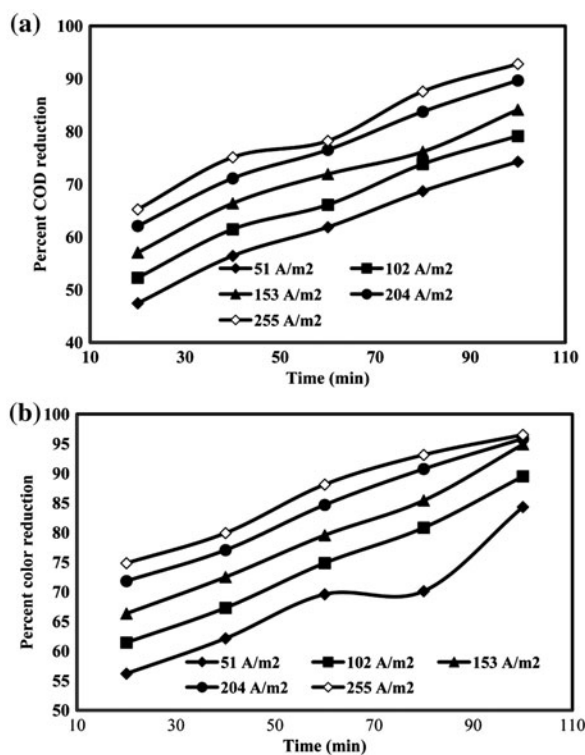 (a)
100
90
80
70
60
50
40
Percent COD reduction
51 A/m2 102 A/m2
153 A/m2 204 A/m2
255 A/m2
10 30 50 70 90 110
Time (min)
(b)
100
95
90
85
80
75
70
65
60
55
50
Percent color reduction
51 A/m2 102 A/m2 153 A/m2
204 A/m2 255 A/m2
10 30 50 70 90 110
Time (min)